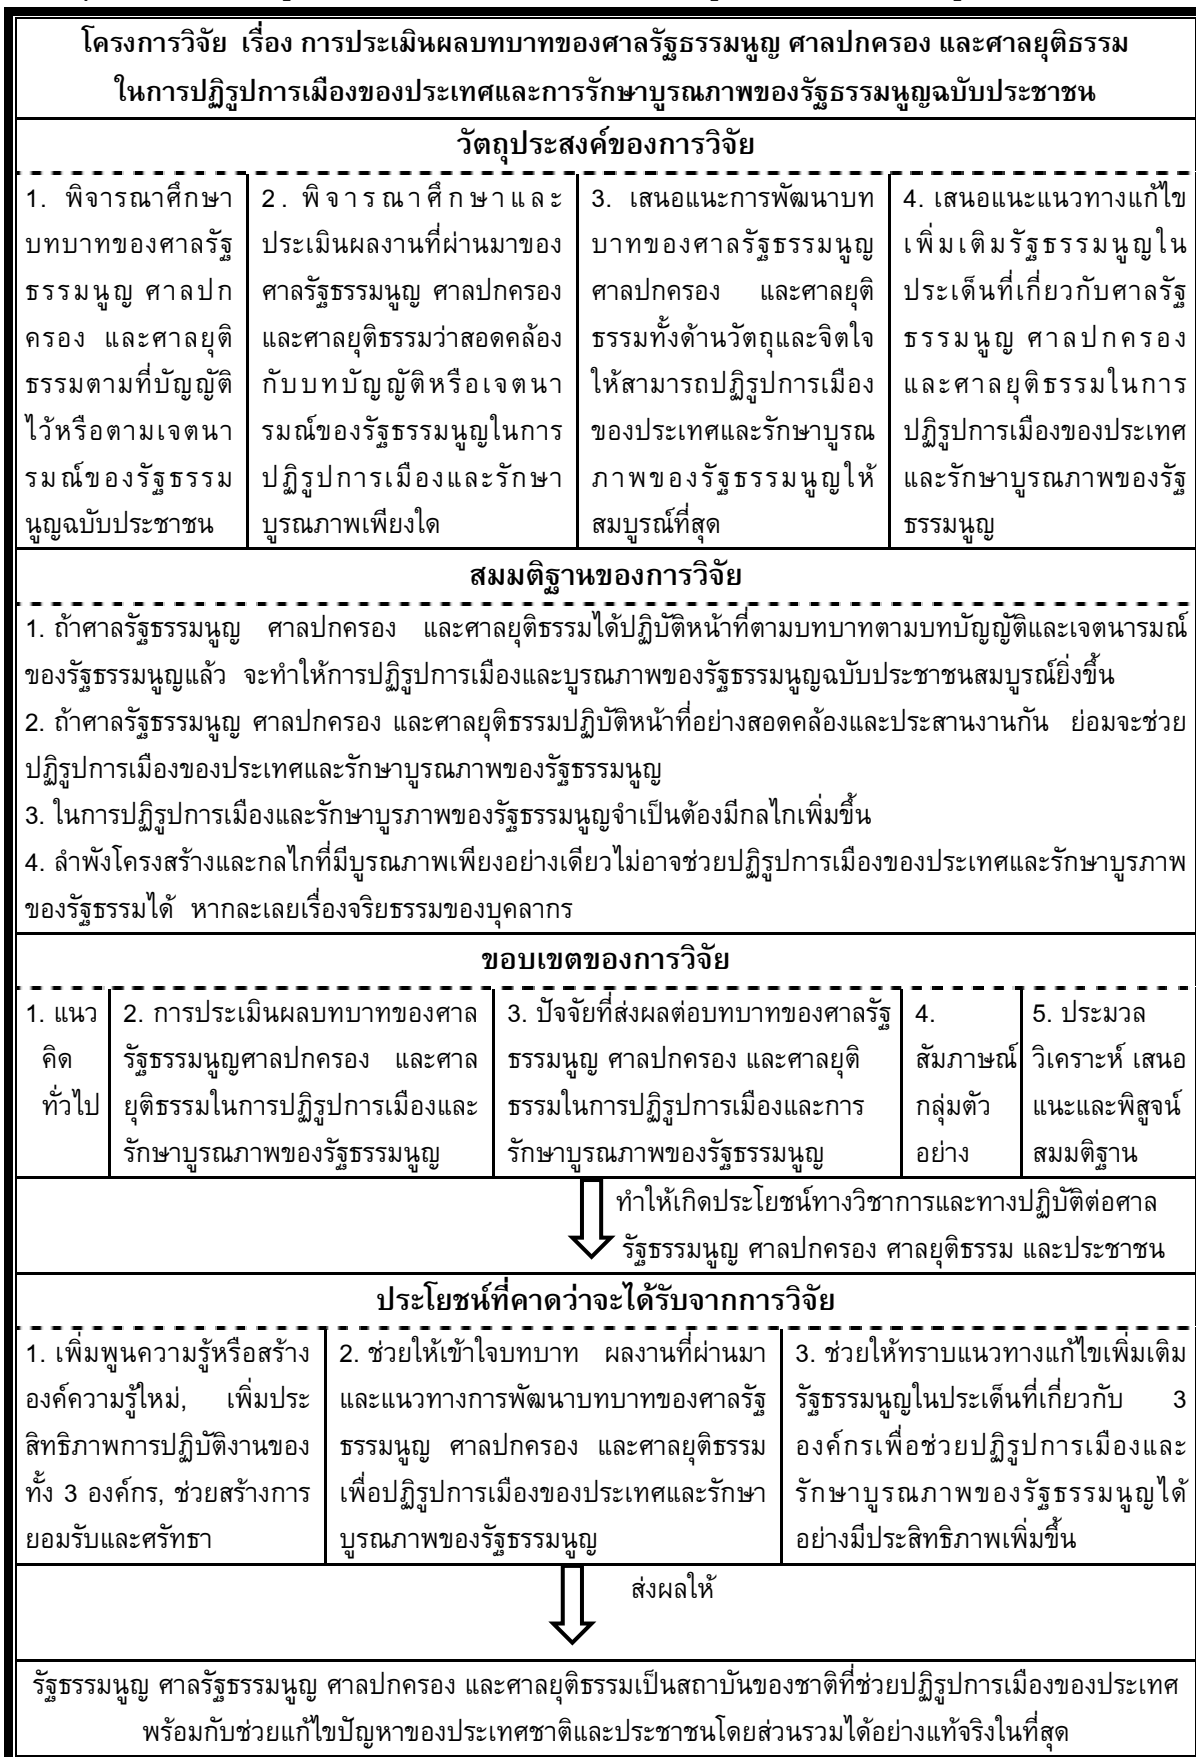 โครงการวิจัย เรื่อง การประเมินผลบทบาทของศาลรัฐธรรมนูญ ศาลปกครอง และศาลยุติธรรม
ในการปฏิรูปการเมืองของประเทศและการรักษาบูรณภาพของรัฐธรรมนูญฉบับประชาชน
วัตถุประสงค์ของการวิจัย
1. พิจารณาศึกษา
บทบาทของศาลรัฐ
ธรรมนูญ ศาลปก
ครอง และศาลยุติ
ธรรมตามที่บัญญัติ
ไว้หรือตามเจตนา
รมณ์ของรัฐธรรม
นูญฉบับประชาชน
2. พิจารณาศึกษาและ
ประเมินผลงานที่ผ่านมาของ
ศาลรัฐธรรมนูญ ศาลปกครอง
และศาลยุติธรรมว่าสอดคล้อง
กับบทบัญญัติหรือเจตนา
รมณ์ของรัฐธรรมนูญในการ
ปฏิรูปการเมืองและรักษา
บูรณภาพเพียงใด
3. เสนอแนะการพัฒนาบท
บาทของศาลรัฐธรรมนูญ
ศาลปกครอง และศาลยุติ
ธรรมทั้งด้านวัตถุและจิตใจ
ให้สามารถปฏิรูปการเมือง
ของประเทศและรักษาบูรณ
ภาพของรัฐธรรมนูญให้
สมบูรณ์ที่สุด
4. เสนอแนะแนวทางแก้ไข
เพิ่มเติมรัฐธรรมนูญใน
ประเด็นที่เกี่ยวกับศาลรัฐ
ธรรมนูญ ศาลปกครอง
และศาลยุติธรรมในการ
ปฏิรูปการเมืองของประเทศ
และรักษาบูรณภาพของรัฐ
ธรรมนูญ
สมมติฐานของการวิจัย
1. ถ้าศาลรัฐธรรมนูญ ศาลปกครอง และศาลยุติธรรมได้ปฏิบัติหน้าที่ตามบทบาทตามบทบัญญัติและเจตนารมณ์
ของรัฐธรรมนูญแล้ว จะทำให้การปฏิรูปการเมืองและบูรณภาพของรัฐธรรมนูญฉบับประชาชนสมบูรณ์ยิ่งขึ้น
2. ถ้าศาลรัฐธรรมนูญ ศาลปกครอง และศาลยุติธรรมปฏิบัติหน้าที่อย่างสอดคล้องและประสานงานกัน ย่อมจะช่วย
ปฏิรูปการเมืองของประเทศและรักษาบูรณภาพของรัฐธรรมนูญ
3. ในการปฏิรูปการเมืองและรักษาบูรภาพของรัฐธรรมนูญจำเป็นต้องมีกลไกเพิ่มขึ้น
4. ลำพังโครงสร้างและกลไกที่มีบูรณภาพเพียงอย่างเดียวไม่อาจช่วยปฏิรูปการเมืองของประเทศและรักษาบูรภาพ
ของรัฐธรรมได้ หากละเลยเรื่องจริยธรรมของบุคลากร
ขอบเขตของการวิจัย
1. แนว
คิด
ทั่วไป
2. การประเมินผลบทบาทของศาล
รัฐธรรมนูญศาลปกครอง และศาล
ยุติธรรมในการปฏิรูปการเมืองและ
รักษาบูรณภาพของรัฐธรรมนูญ
3. ปัจจัยที่ส่งผลต่อบทบาทของศาลรัฐ
ธรรมนูญ ศาลปกครอง และศาลยุติ
ธรรมในการปฏิรูปการเมืองและการ
รักษาบูรณภาพของรัฐธรรมนูญ
4.
สัมภาษณ์
กลุ่มตัว
อย่าง
5. ประมวล
วิเคราะห์ เสนอ
แนะและพิสูจน์
สมมติฐาน
ทำให้เกิดประโยชน์ทางวิชาการและทางปฏิบัติต่อศาล
รัฐธรรมนูญ ศาลปกครอง ศาลยุติธรรม และประชาชน
ประโยชน์ที่คาดว่าจะได้รับจากการวิจัย
1. เพิ่มพูนความรู้หรือสร้าง
องค์ความรู้ใหม่, เพิ่มประ
สิทธิภาพการปฏิบัติงานของ
ทั้ง 3 องค์กร, ช่วยสร้างการ
ยอมรับและศรัทธา
2. ช่วยให้เข้าใจบทบาท ผลงานที่ผ่านมา
และแนวทางการพัฒนาบทบาทของศาลรัฐ
ธรรมนูญ ศาลปกครอง และศาลยุติธรรม
เพื่อปฏิรูปการเมืองของประเทศและรักษา
บูรณภาพของรัฐธรรมนูญ
3. ช่วยให้ทราบแนวทางแก้ไขเพิ่มเติม
รัฐธรรมนูญในประเด็นที่เกี่ยวกับ 3
องค์กรเพื่อช่วยปฏิรูปการเมืองและ
รักษาบูรณภาพของรัฐธรรมนูญได้
อย่างมีประสิทธิภาพเพิ่มขึ้น
ส่งผลให้
รัฐธรรมนูญ ศาลรัฐธรรมนูญ ศาลปกครอง และศาลยุติธรรมเป็นสถาบันของชาติที่ช่วยปฏิรูปการเมืองของประเทศ
พร้อมกับช่วยแก้ไขปัญหาของประเทศชาติและประชาชนโดยส่วนรวมได้อย่างแท้จริงในที่สุด